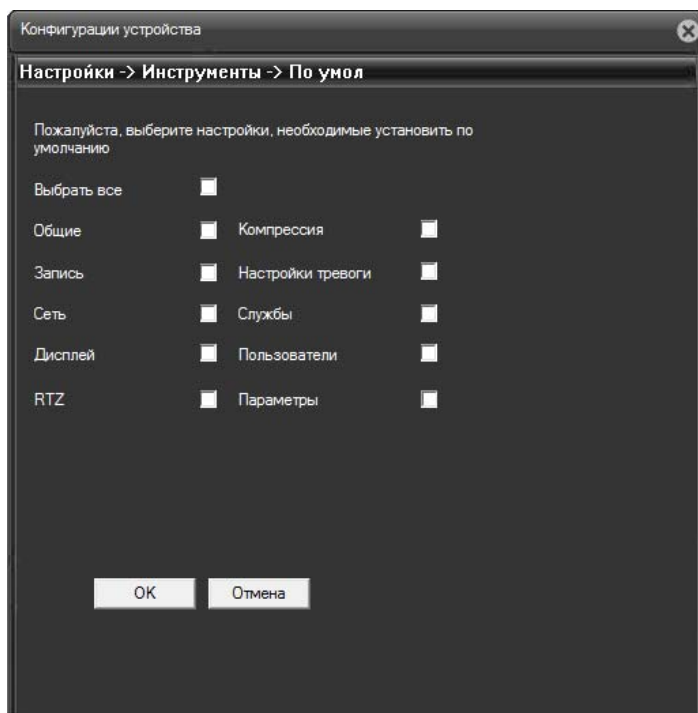 Конфигурации устройства
Настройки -> Инструменты -> По умол
Пожалуйста, выберите настройки, необходимые установить по
умолчанию
Выбрать все
Общие Компрессия
Запись Настройки тревоги
Сеть Службы
Дисплей Пользователи
RTZ Параметры
OK Отмена